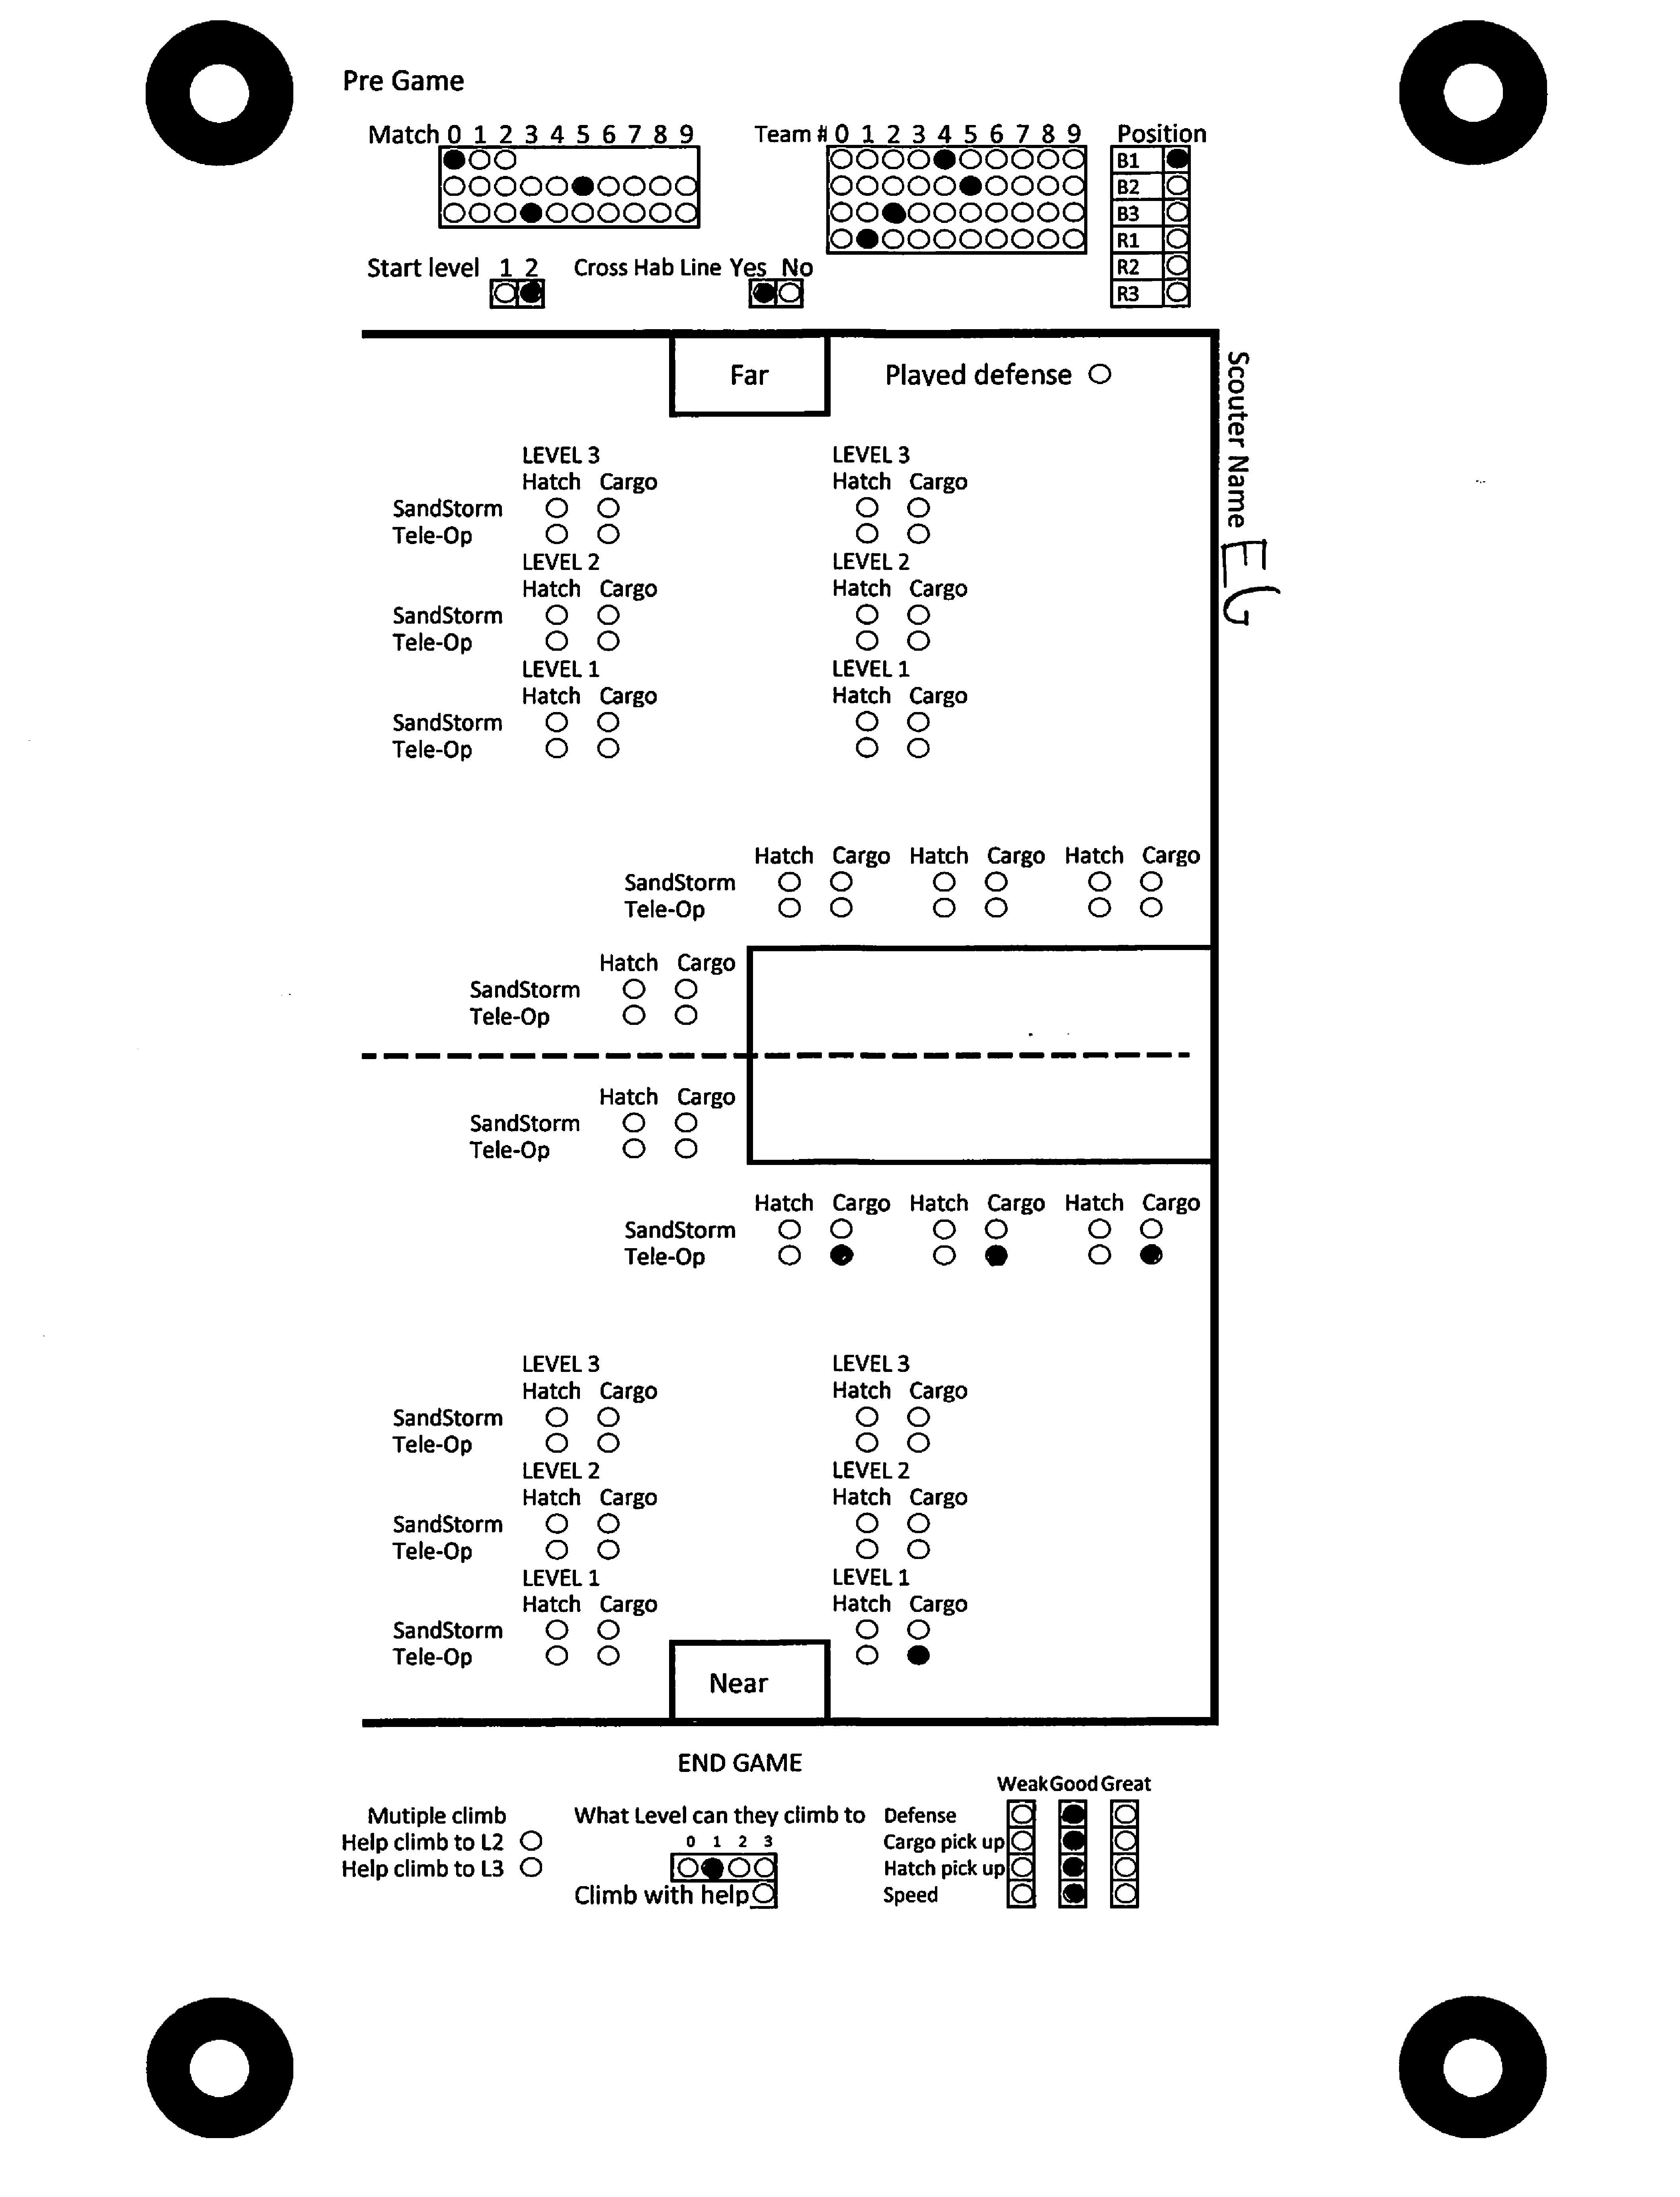 Pre Game
Match 0 1 2 3 4 5 6 7 8 9
Team # 0 1 2 3 4 5 6 7 8 9
Position
B1
B2
B3
R1
R2
R3
Start level 1 2
Cross Hab Line Yes No
Far
Played defense
Scouter Name EG
LEVEL 3 LEVEL 3
Hatch Cargo Hatch Cargo
SandStorm
Tele-Op
LEVEL 2 LEVEL 2
Hatch Cargo Hatch Cargo
SandStorm
Tele-Op
LEVEL 1 LEVEL 1
Hatch Cargo Hatch Cargo
SandStorm
Tele-Op
Hatch Cargo Hatch Cargo Hatch Cargo
SandStorm
Tele-Op
Hatch Cargo
SandStorm
Tele-Op
Hatch Cargo
SandStorm
Tele-Op
Hatch Cargo Hatch Cargo Hatch Cargo
SandStorm
Tele-Op
LEVEL 3 LEVEL 3
Hatch Cargo Hatch Cargo
SandStorm
Tele-Op
LEVEL 2 LEVEL 2
Hatch Cargo Hatch Cargo
SandStorm
Tele-Op
LEVEL 1 LEVEL 1
Hatch Cargo Hatch Cargo
SandStorm
Tele-Op
Near
END GAME
Mutiple climb
Help climb to L2
Help climb to L3
What Level can they climb to
0 1 2 3
Climb with help
Weak Good Great
Defense
Cargo pick up
Hatch pick up
Speed